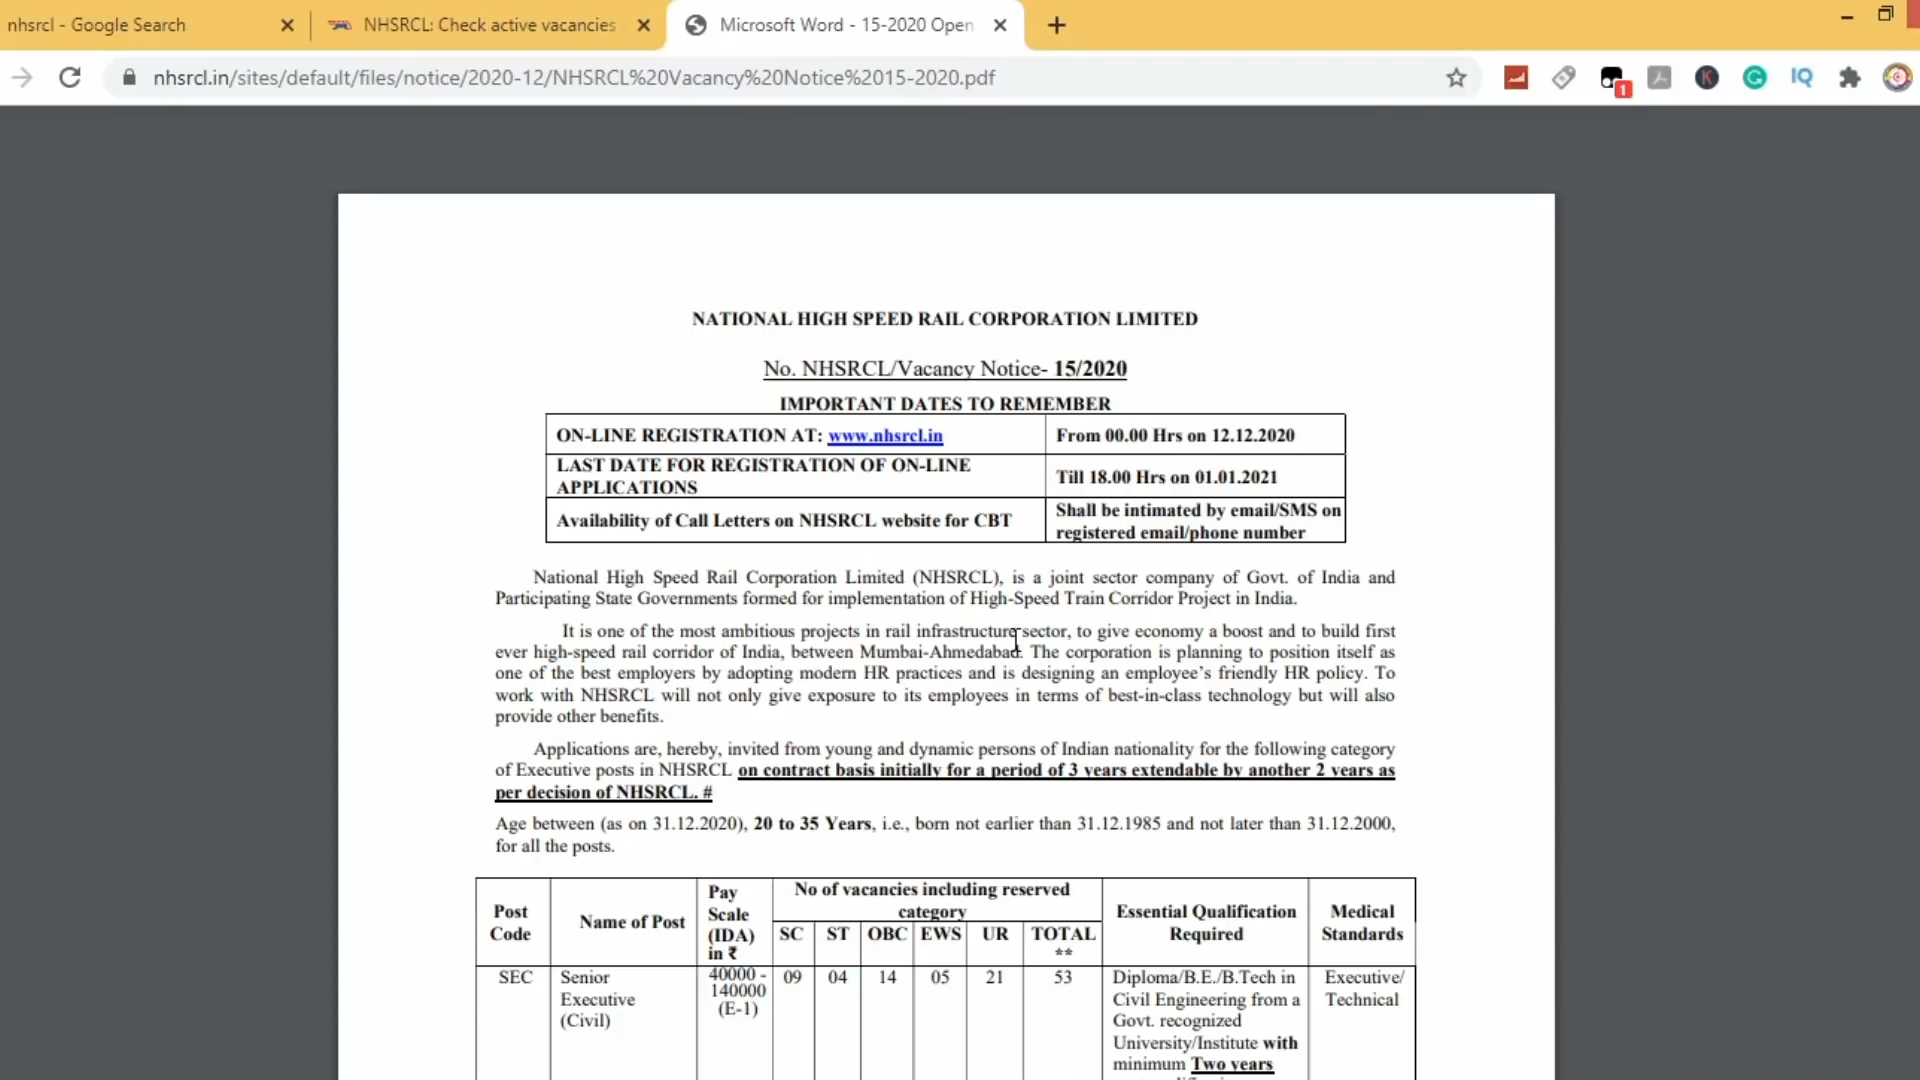 nhsrcl - Google Search
NHSRCL: Check active vacancies
Microsoft Word - 15-2020 Open
nhsrcl.in/sites/default/files/notice/2020-12/NHSRCL%20Vacancy%20Notice%2015-2020.pdf
1
K
G
IQ
NATIONAL HIGH SPEED RAIL CORPORATION LIMITED
No. NHSRCL/Vacancy Notice- 15/2020
IMPORTANT DATES TO REMEMBER
ON-LINE REGISTRATION AT: www.nhsrcl.in
From 00.00 Hrs on 12.12.2020
LAST DATE FOR REGISTRATION OF ON-LINE
APPLICATIONS
Till 18.00 Hrs on 01.01.2021
Availability of Call Letters on NHSRCL website for CBT
Shall be intimated by email/SMS on
registered email/phone number
National High Speed Rail Corporation Limited (NHSRCL), is a joint sector company of Govt. of India and
Participating State Governments formed for implementation of High-Speed Train Corridor Project in India.
It is one of the most ambitious projects in rail infrastructure sector, to give economy a boost and to build first
ever high-speed rail corridor of India, between Mumbai-Ahmedabad. The corporation is planning to position itself as
one of the best employers by adopting modern HR practices and is designing an employee's friendly HR policy. To
work with NHSRCL will not only give exposure to its employees in terms of best-in-class technology but will also
provide other benefits.
Applications are, hereby, invited from young and dynamic persons of Indian nationality for the following category
of Executive posts in NHSRCL on contract basis initially for a period of 3 years extendable by another 2 years as
per decision of NHSRCL. #
Age between (as on 31.12.2020), 20 to 35 Years, i.e., born not earlier than 31.12.1985 and not later than 31.12.2000,
for all the posts.
Post
Code
Name of Post
Pay
Scale
(IDA)
in ₹
No of vacancies including reserved
category
SC ST OBC EWS UR TOTAL
**
Essential Qualification
Required
Medical
Standards
SEC
Senior
Executive
(Civil)
40000 -
140000
(E-1)
09 04 14 05 21 53
Diploma/B.E./B.Tech in
Civil Engineering from a
Govt. recognized
University/Institute with
minimum Two years
Executive/
Technical